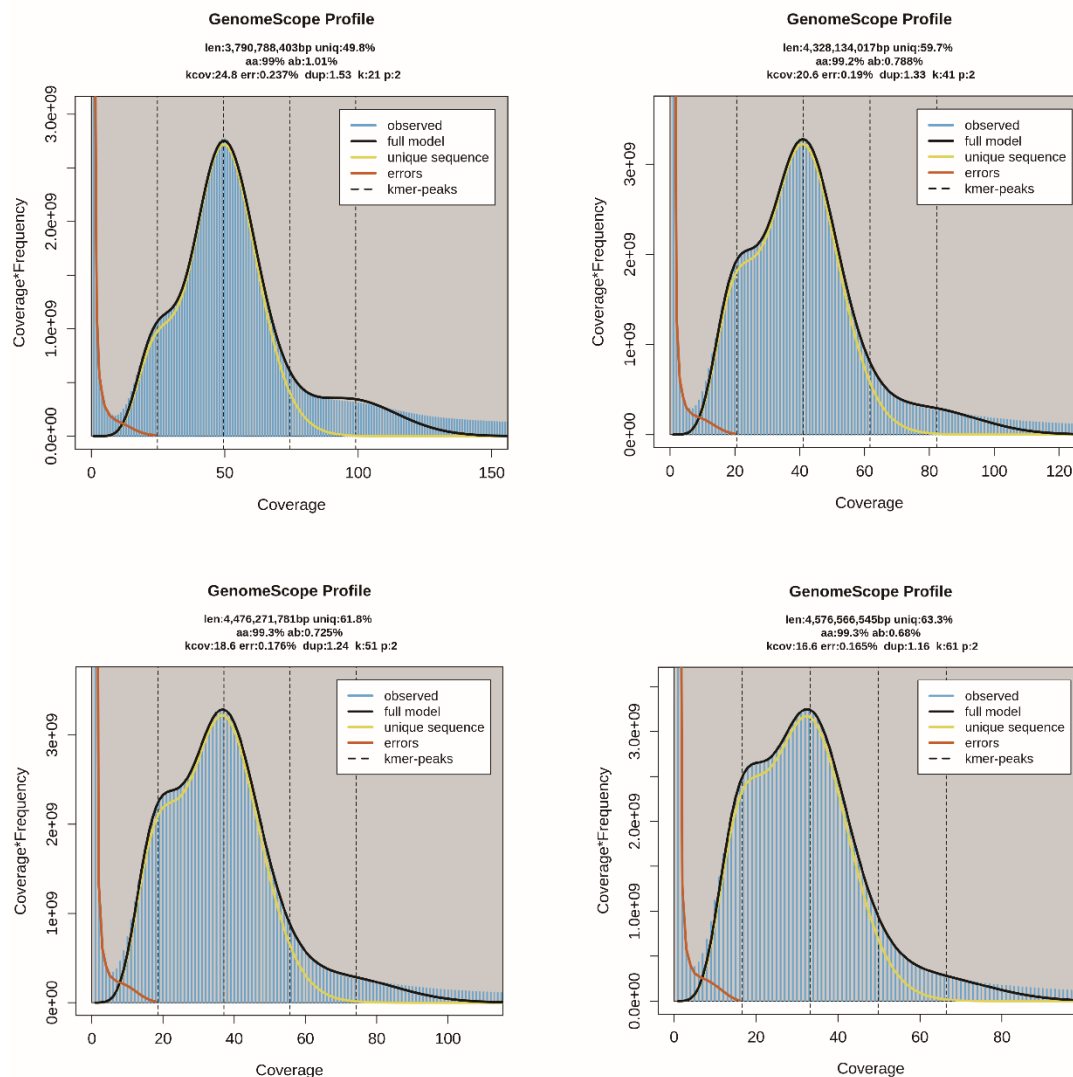 GenomeScope Profile
len:3,790,788,403bp uniq:49.8%
aa:99% ab:1.01%
kcov:24.8 err:0.237% dup:1.53 k:21 p:2
observed
full model
unique sequence
errors
kmer-peaks
Coverage*Frequency
0.0e+00
1.0e+09
2.0e+09
3.0e+09
0
50
100
150
Coverage
GenomeScope Profile
len:4,328,134,017bp uniq:59.7%
aa:99.2% ab:0.788%
kcov:20.6 err:0.19% dup:1.33 k:41 p:2
observed
full model
unique sequence
errors
kmer-peaks
Coverage*Frequency
0e+00
1e+09
2e+09
3e+09
0
20
40
60
80
100
120
Coverage
GenomeScope Profile
len:4,476,271,781bp uniq:61.8%
aa:99.3% ab:0.725%
kcov:18.6 err:0.176% dup:1.24 k:51 p:2
observed
full model
unique sequence
errors
kmer-peaks
Coverage*Frequency
0e+00
1e+09
2e+09
3e+09
0
20
40
60
80
100
Coverage
GenomeScope Profile
len:4,576,566,545bp uniq:63.3%
aa:99.3% ab:0.68%
kcov:16.6 err:0.165% dup:1.16 k:61 p:2
observed
full model
unique sequence
errors
kmer-peaks
Coverage*Frequency
0.0e+00
1.0e+09
2.0e+09
3.0e+09
0
20
40
60
80
Coverage